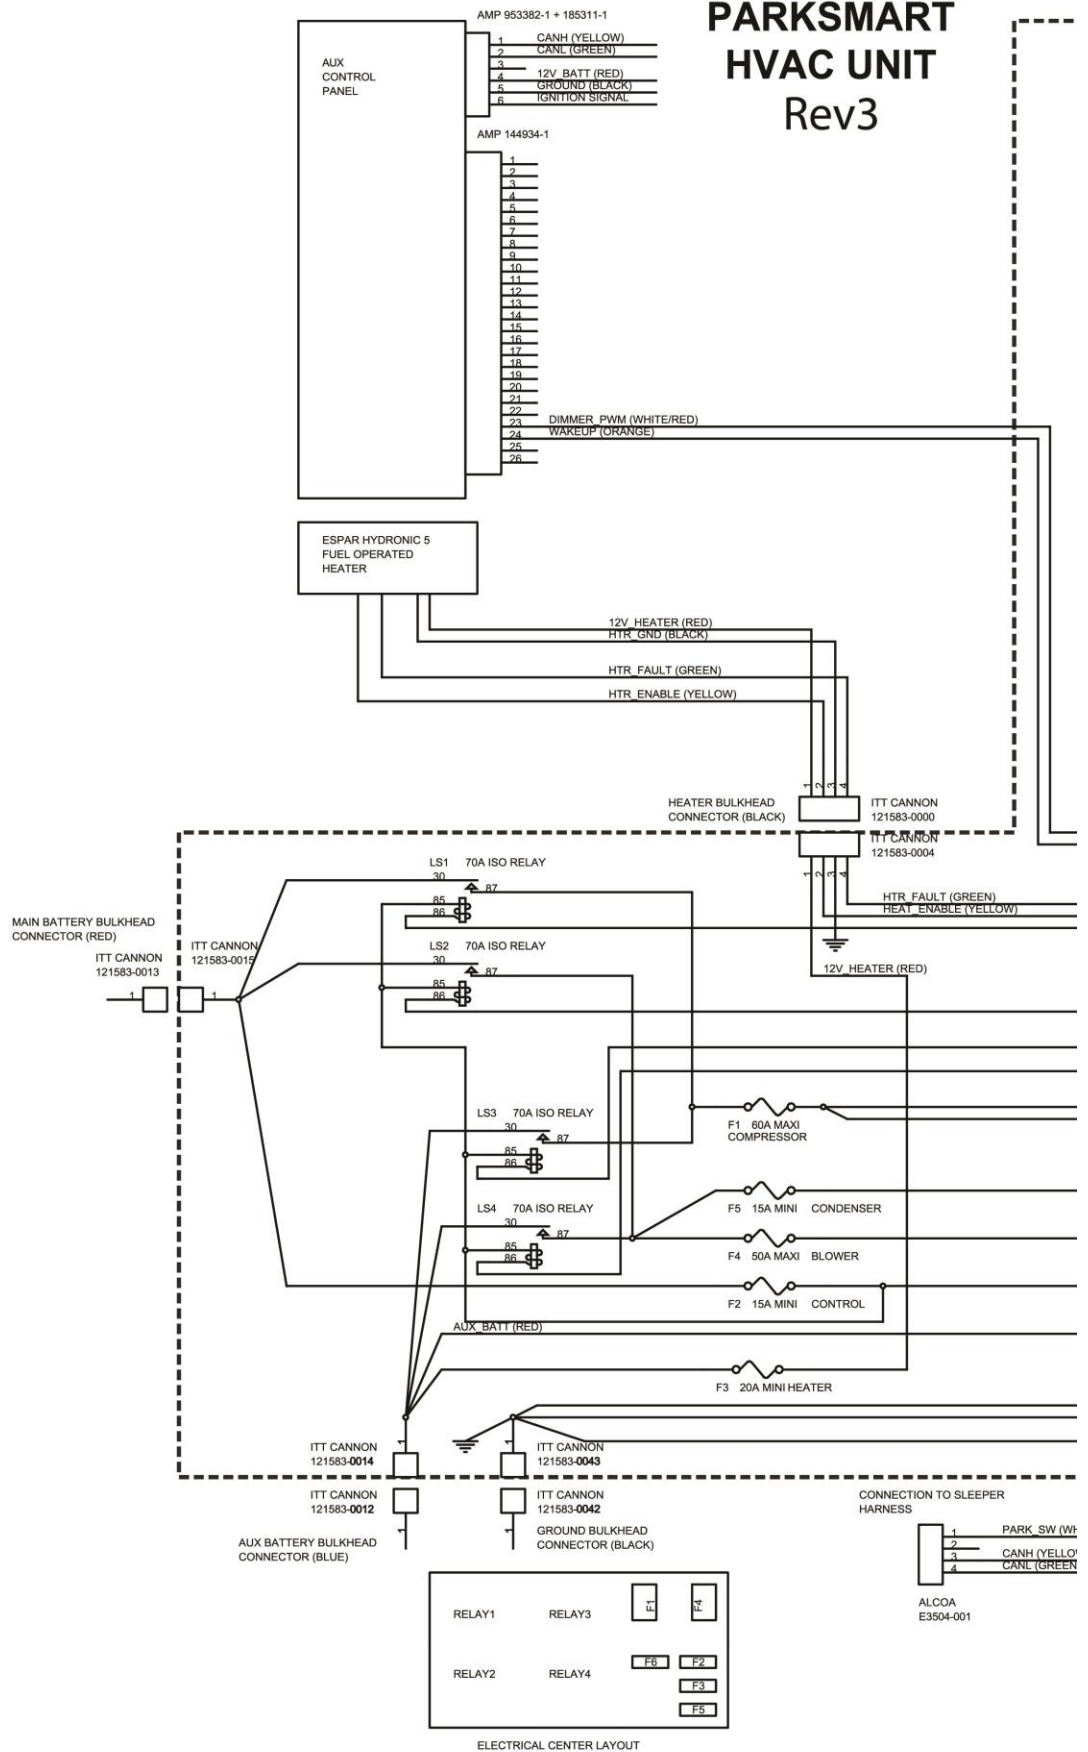 PARKSMART
HVAC UNIT
Rev3
AMP 953382-1 + 185311-1
AUX
CONTROL
PANEL
1 CANH (YELLOW)
2 CANL (GREEN)
3
4 12V_BATT (RED)
5 GROUND (BLACK)
6 IGNITION SIGNAL
AMP 144934-1
1
2
3
4
5
6
7
8
9
10
11
12
13
14
15
16
17
18
19
20
21
22
23 DIMMER_PWM (WHITE/RED)
24 WAKEUP (ORANGE)
25
26
ESPAR HYDRONIC 5
FUEL OPERATED
HEATER
12V_HEATER (RED)
HTR_GND (BLACK)
HTR_FAULT (GREEN)
HTR_ENABLE (YELLOW)
1 2 3 4
HEATER BULKHEAD
CONNECTOR (BLACK)
ITT CANNON
121583-0000
ITT CANNON
121583-0004
1 2 3 4
HTR_FAULT (GREEN)
HEAT_ENABLE (YELLOW)
12V_HEATER (RED)
LS1 70A ISO RELAY
30
87
85
86
MAIN BATTERY BULKHEAD
CONNECTOR (RED)
ITT CANNON
121583-0013
1
ITT CANNON
121583-0015
1
LS2 70A ISO RELAY
30
87
85
86
LS3 70A ISO RELAY
30
87
85
86
F1 60A MAXI
COMPRESSOR
LS4 70A ISO RELAY
30
87
85
86
F5 15A MINI CONDENSER
F4 50A MAXI BLOWER
F2 15A MINI CONTROL
AUX_BATT (RED)
F3 20A MINI HEATER
1
ITT CANNON
121583-0014
1
ITT CANNON
121583-0043
ITT CANNON
121583-0012
1
ITT CANNON
121583-0042
1
AUX BATTERY BULKHEAD
CONNECTOR (BLUE)
GROUND BULKHEAD
CONNECTOR (BLACK)
CONNECTION TO SLEEPER
HARNESS
1 PARK_SW (WH
2
3 CANH (YELLOW
4 CANL (GREEN
ALCOA
E3504-001
RELAY1 RELAY3 F1 F4
RELAY2 RELAY4 F6 F2
F3
F5
ELECTRICAL CENTER LAYOUT